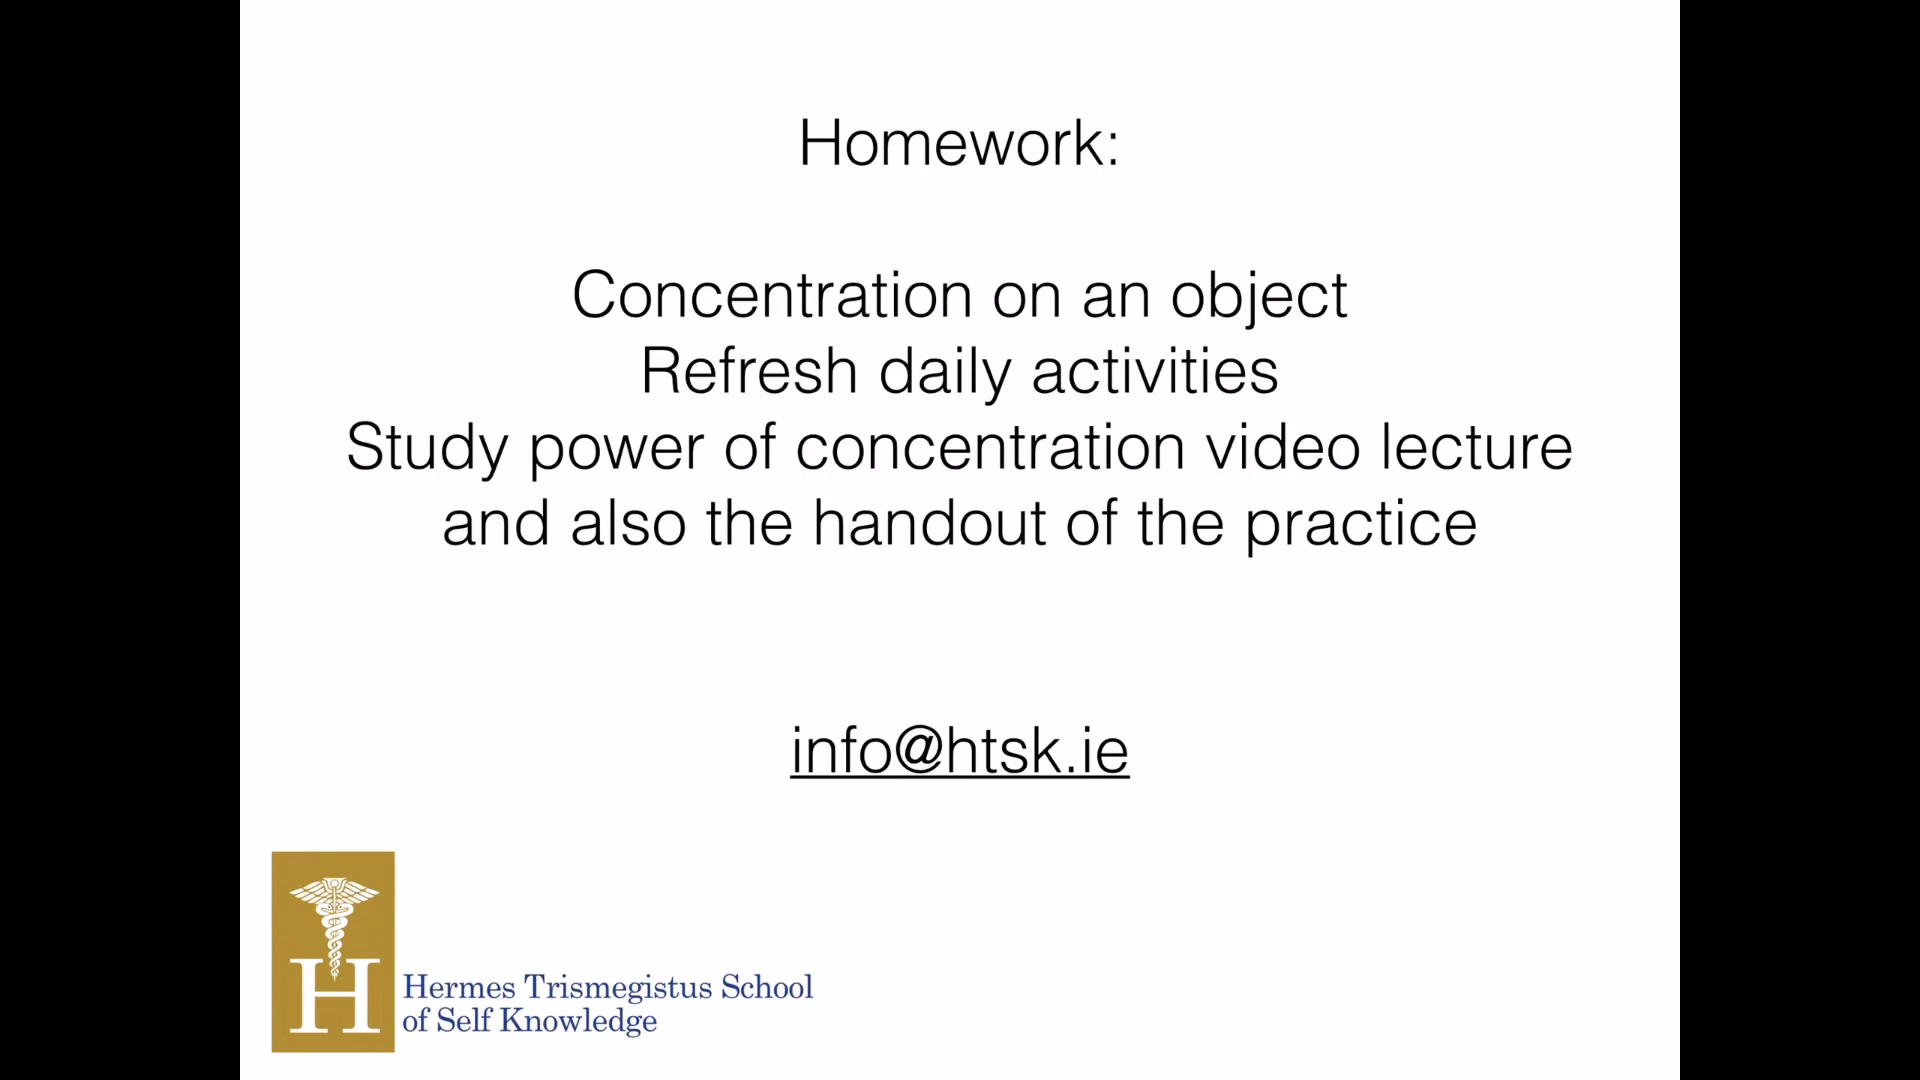 Homework:
Concentration on an object
Refresh daily activities
Study power of concentration video lecture
and also the handout of the practice
info@htsk.ie
H
Hermes Trismegistus School
of Self Knowledge